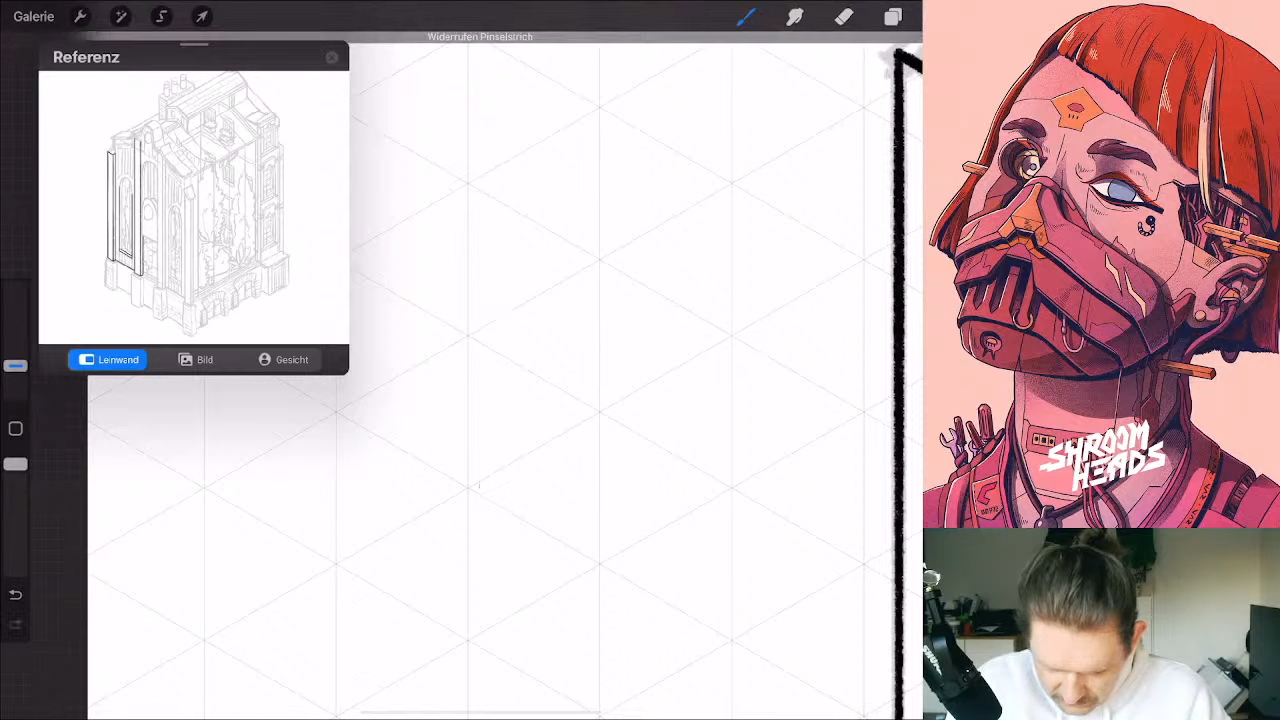 Galerie
Widerrufen Pinselstrich
Referenz
Leinwand
Bild
Gesicht
SHROOM
HEADS